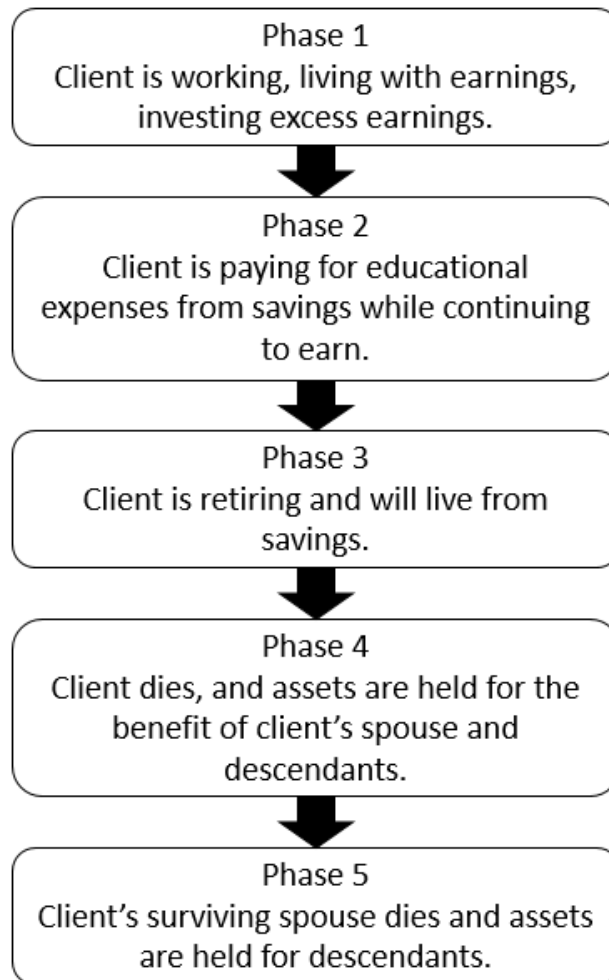 Phase 1
Client is working, living with earnings,
investing excess earnings.
Phase 2
Client is paying for educational
expenses from savings while continuing
to earn.
Phase 3
Client is retiring and will live from
savings.
Phase 4
Client dies, and assets are held for the
benefit of client’s spouse and
descendants.
Phase 5
Client’s surviving spouse dies and assets
are held for descendants.